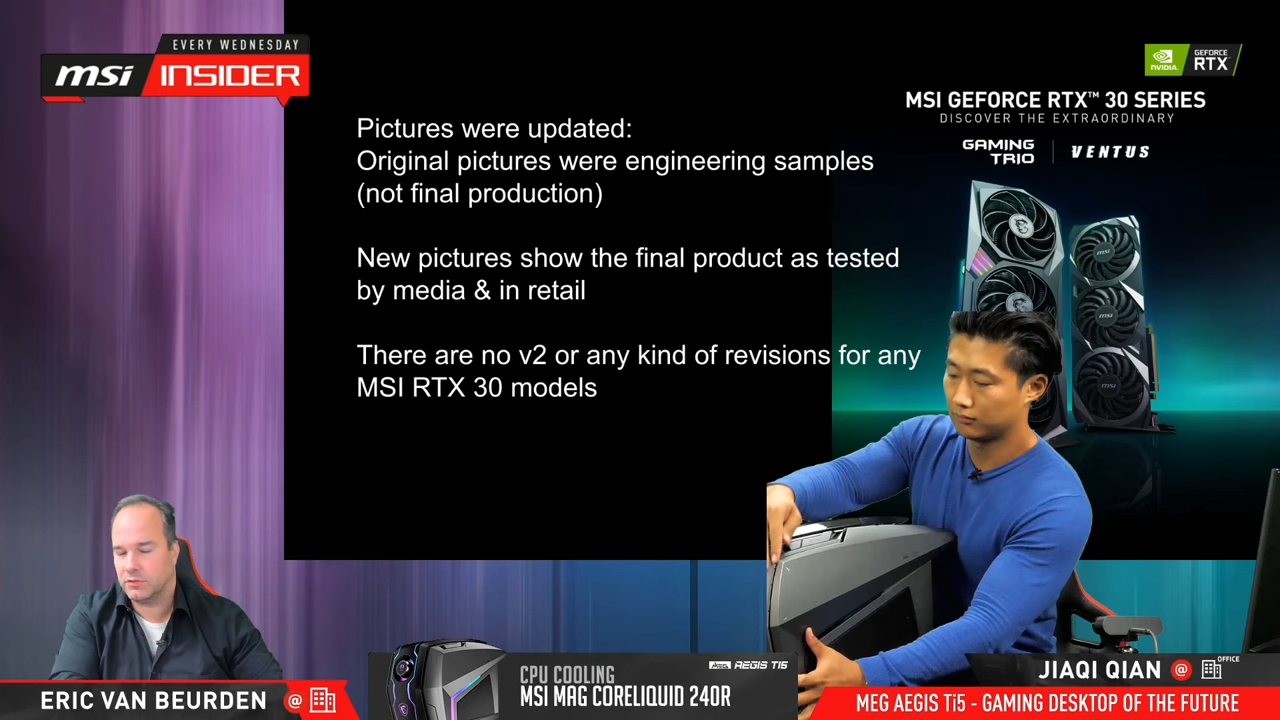 EVERY WEDNESDAY
msi INSIDER
NVIDIA
GEFORCE
RTX
MSI GEFORCE RTX™ 30 SERIES
DISCOVER THE EXTRAORDINARY
GAMING
TRIO
VENTUS
Pictures were updated:
Original pictures were engineering samples
(not final production)
New pictures show the final product as tested
by media & in retail
There are no v2 or any kind of revisions for any
MSI RTX 30 models
msi
msi
msi
ERIC VAN BEURDEN @
CPU COOLING
MSI MAG CORELIQUID 240R
AEGIS Ti5
JIAQI QIAN @
OFFICE
MEG AEGIS Ti5 - GAMING DESKTOP OF THE FUTURE